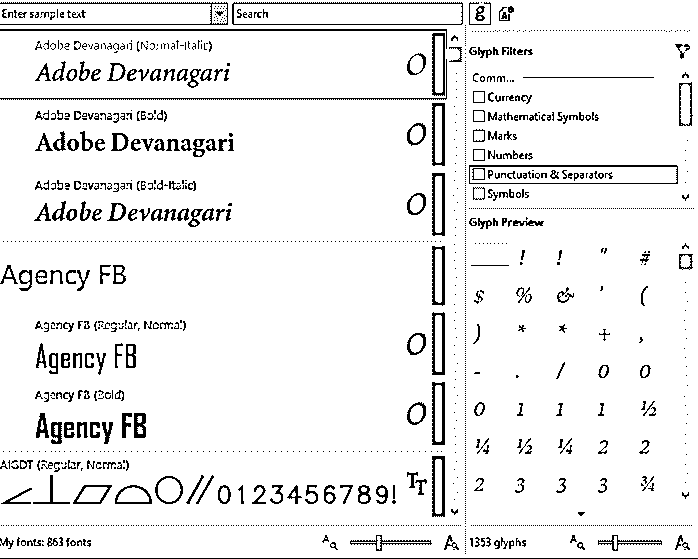 Enter sample text
Search
Adobe Devanagari (Normal-Italic)
Adobe Devanagari
Adobe Devanagari (Bold)
Adobe Devanagari
Adobe Devanagari (Bold-Italic)
Adobe Devanagari
Agency FB
Agency FB (Regular, Normal)
Agency FB
Agency FB (Bold)
Agency FB
AIGDT (Regular, Normal)
0123456789!
My fonts: 863 fonts
Glyph Filters
Comm...
Currency
Mathematical Symbols
Marks
Numbers
Punctuation & Separators
Symbols
Glyph Preview
! ! " #
$ % & ' (
) * * + ,
- . / 0 0
0 1 1 1 ½
¼ ½ ¼ 2 2
2 3 3 3 ¾
1353 glyphs